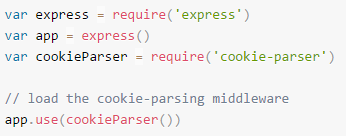 var express = require('express')
var app = express()
var cookieParser = require('cookie-parser')
// load the cookie-parsing middleware
app.use(cookieParser())